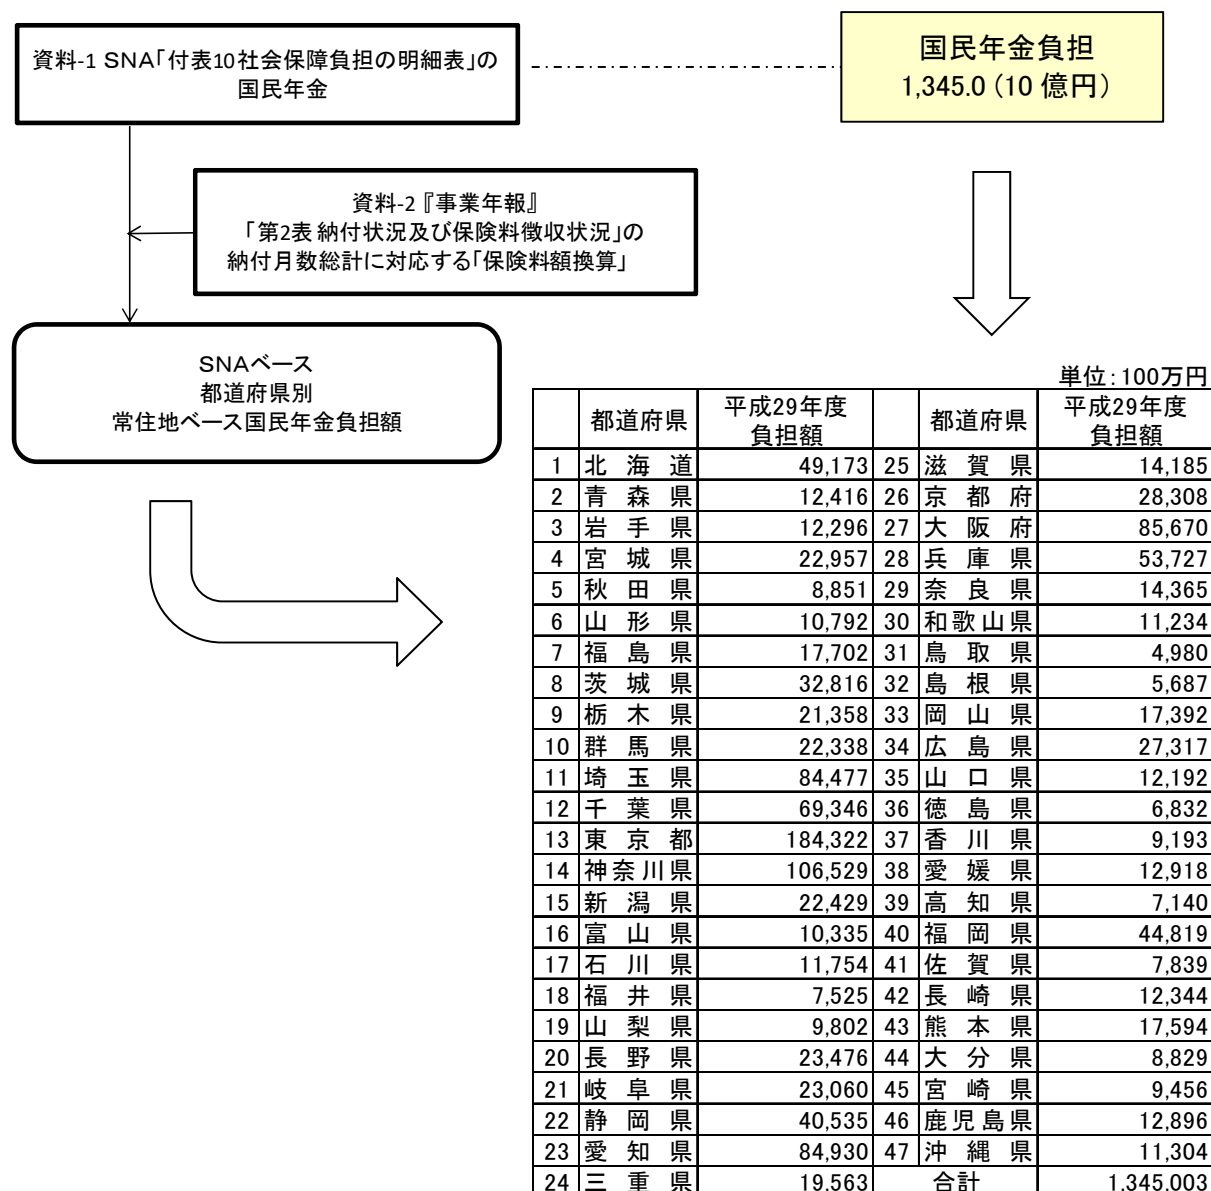 資料-1 SNA「付表10社会保障負担の明細表」の
国民年金
国民年金負担
1,345.0（10 億円）
資料-2『事業年報』
「第2表 納付状況及び保険料徴収状況」の
納付月数総計に対応する「保険料額換算」
SNAベース
都道府県別
常住地ベース国民年金負担額
単位：100万円
都道府県 平成29年度 負担額 都道府県 平成29年度 負担額
1 北海道 49,173 25 滋賀県 14,185
2 青森県 12,416 26 京都府 28,308
3 岩手県 12,296 27 大阪府 85,670
4 宮城県 22,957 28 兵庫県 53,727
5 秋田県 8,851 29 奈良県 14,365
6 山形県 10,792 30 和歌山県 11,234
7 福島県 17,702 31 鳥取県 4,980
8 茨城県 32,816 32 島根県 5,687
9 栃木県 21,358 33 岡山県 17,392
10 群馬県 22,338 34 広島県 27,317
11 埼玉県 84,477 35 山口県 12,192
12 千葉県 69,346 36 徳島県 6,832
13 東京都 184,322 37 香川県 9,193
14 神奈川県 106,529 38 愛媛県 12,918
15 新潟県 22,429 39 高知県 7,140
16 富山県 10,335 40 福岡県 44,819
17 石川県 11,754 41 佐賀県 7,839
18 福井県 7,525 42 長崎県 12,344
19 山梨県 9,802 43 熊本県 17,594
20 長野県 23,476 44 大分県 8,829
21 岐阜県 23,060 45 宮崎県 9,456
22 静岡県 40,535 46 鹿児島県 12,896
23 愛知県 84,930 47 沖縄県 11,304
24 三重県 19,563 合計 1,345,003